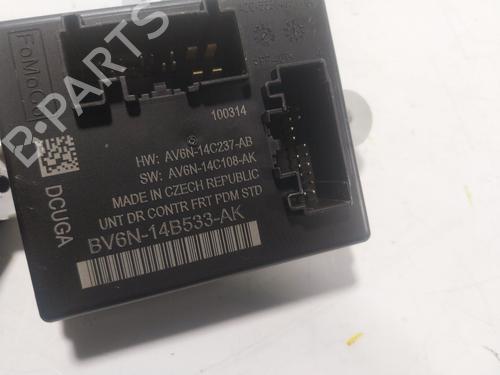 FoMoCo
100314
HW: AV6N-14C237-AB
SW: AV6N-14C108-AK
MADE IN CZECH REPUBLIC
UNT DR CONTR FRT PDM STD
BV6N-14B533-AK
DCUGA
B-PARTS